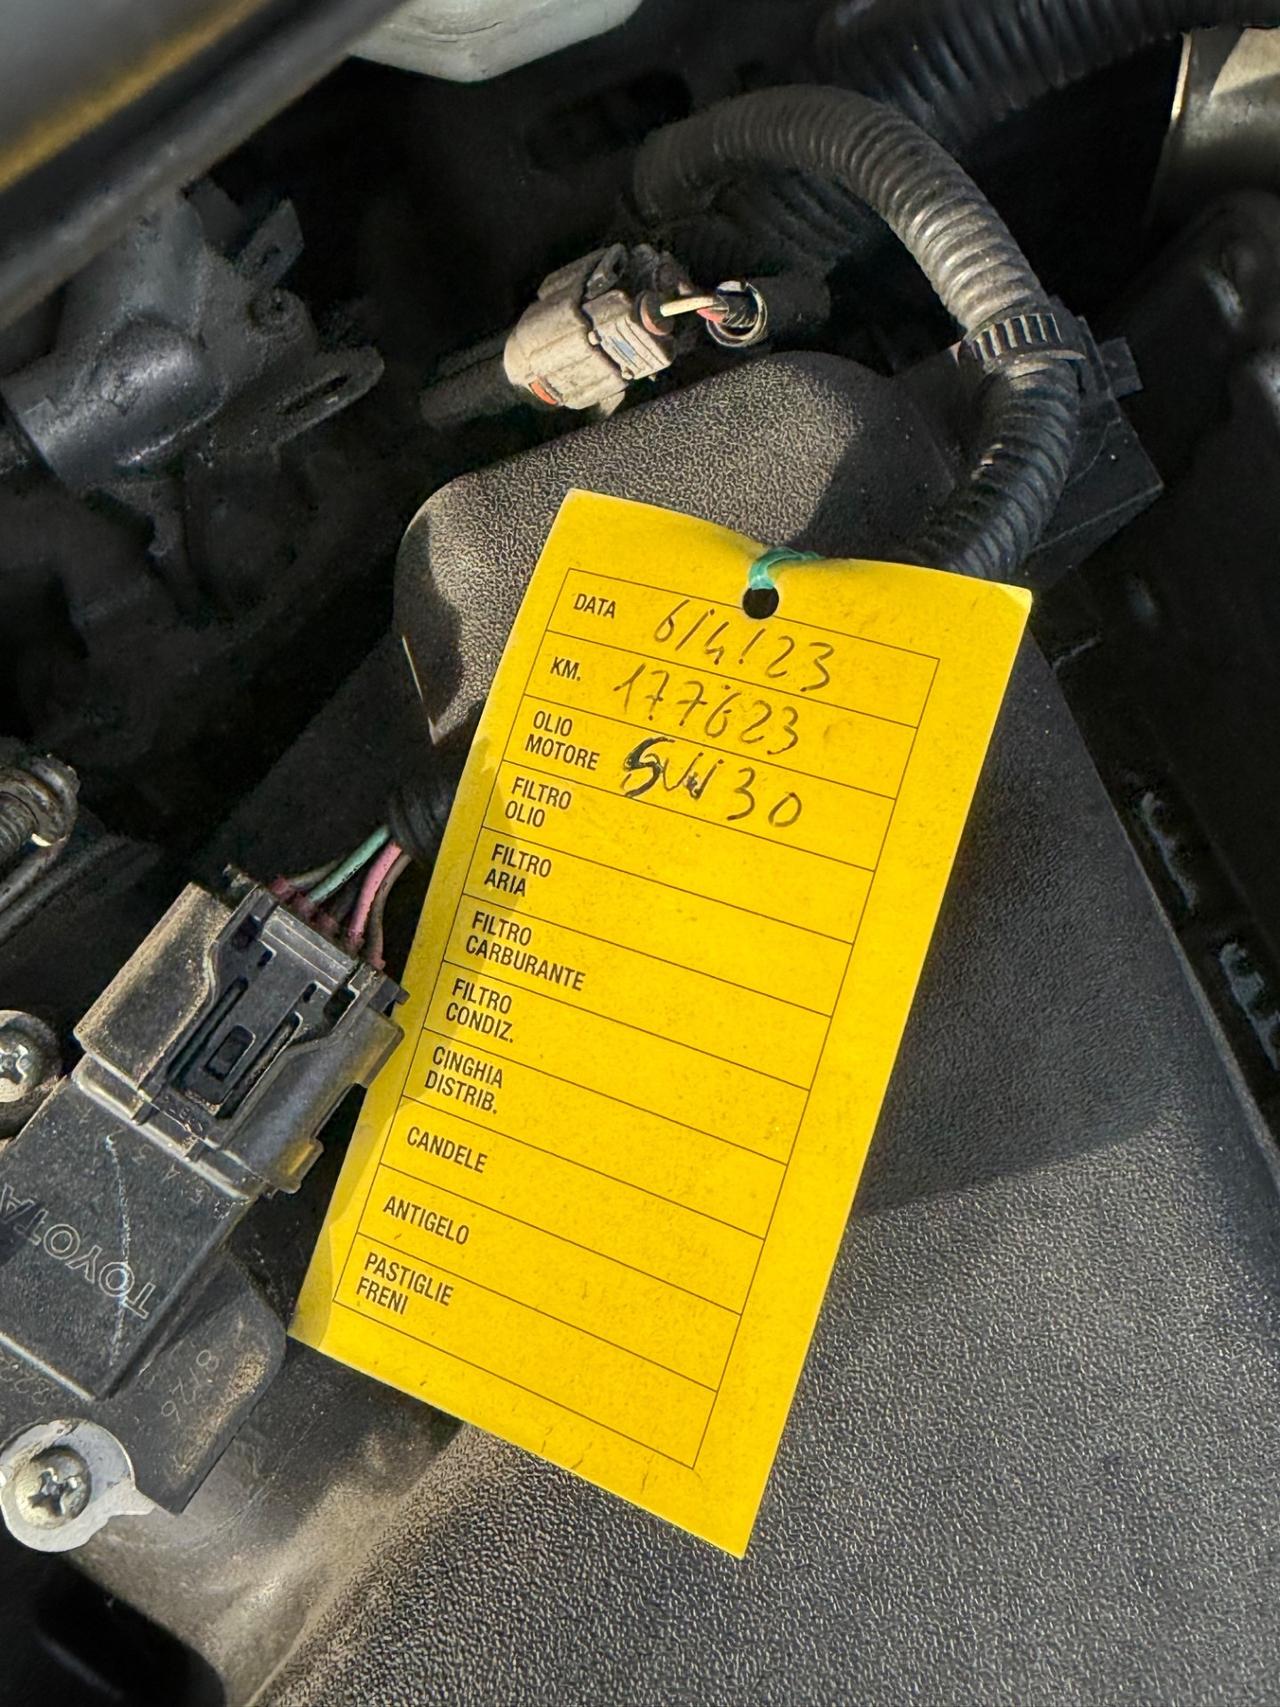 DATA 6/4/23
KM. 177623
OLIO
MOTORE 5W30
FILTRO
OLIO
FILTRO
ARIA
FILTRO
CARBURANTE
FILTRO
CONDIZ.
CINGHIA
DISTRIB.
CANDELE
ANTIGELO
PASTIGLIE
FRENI
TOYOTA